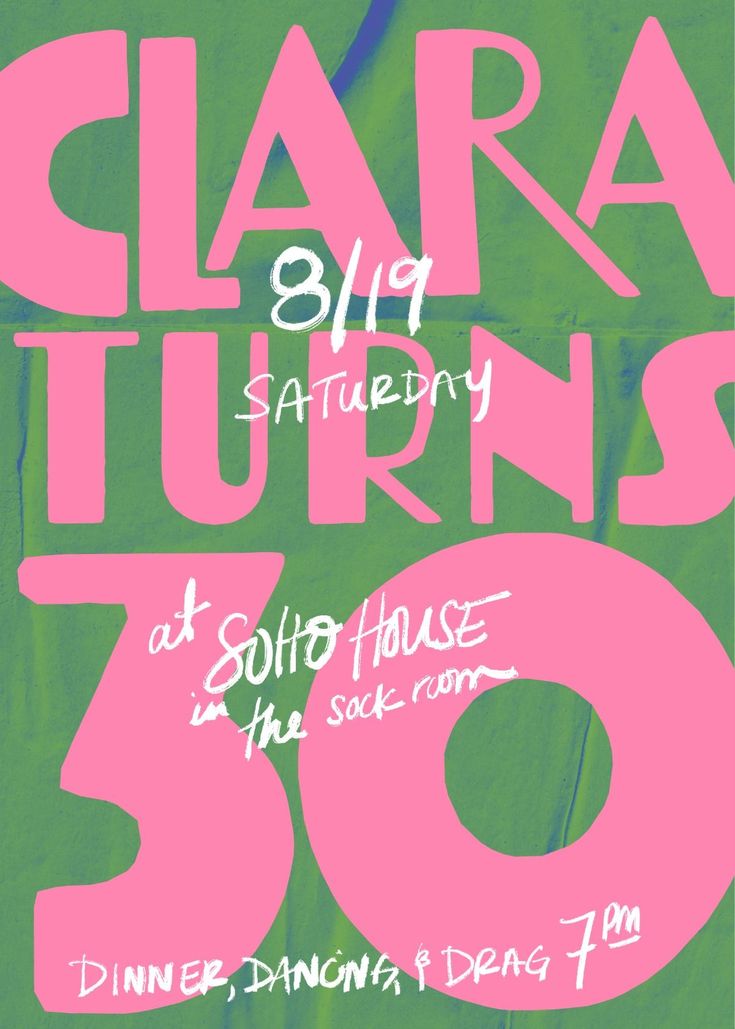 CLARA
8/19
SATURDAY
TURNS
30
at SOHO HOUSE
in the sock room
DINNER, DANCING, & DRAG 7PM